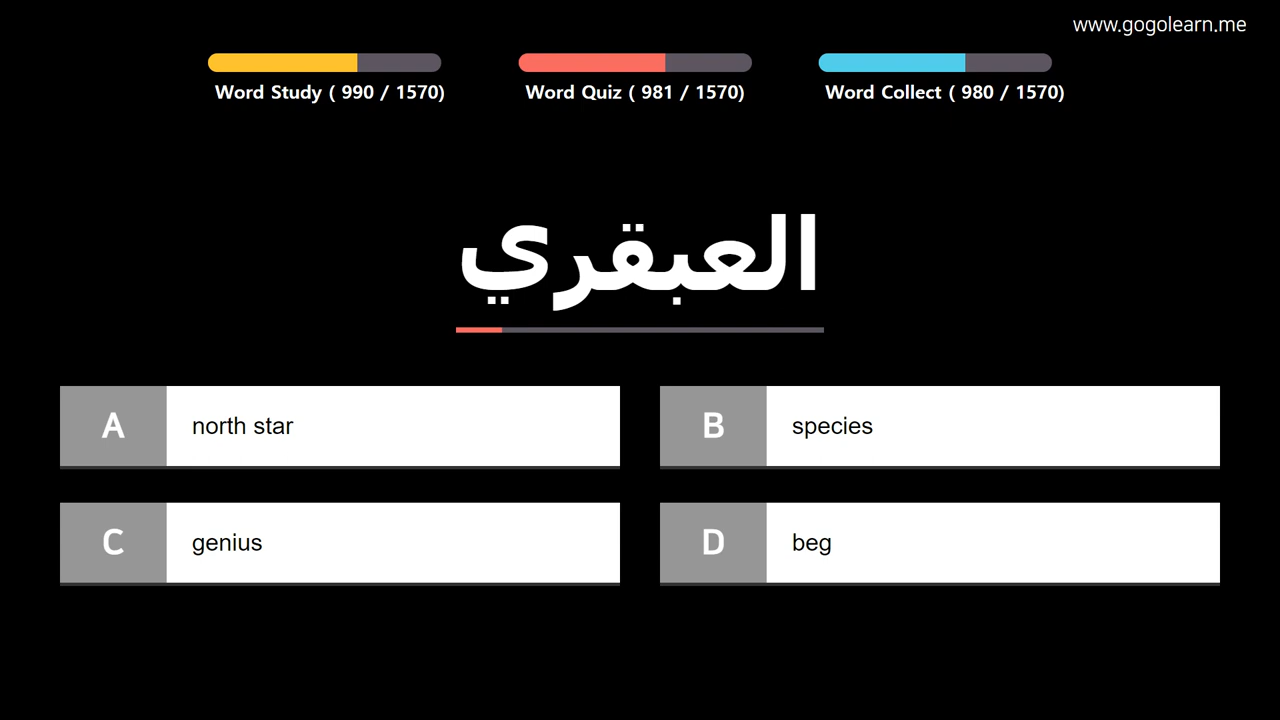 www.gogolearn.me
Word Study ( 990 / 1570)
Word Quiz ( 981 / 1570)
Word Collect ( 980 / 1570)
العبقري
A north star
B species
C genius
D beg